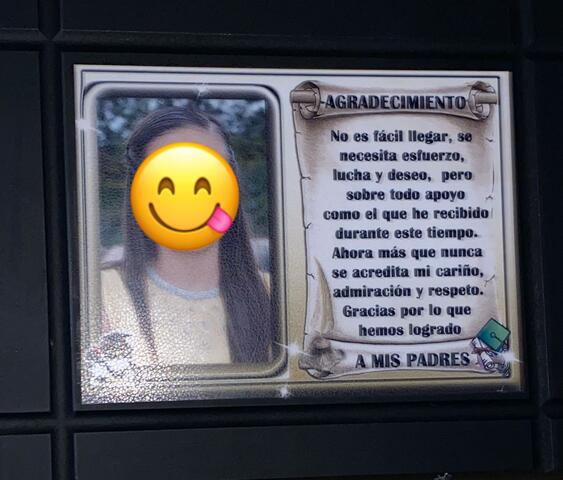 AGRADECIMIENTO
No es fácil llegar, se
necesita esfuerzo,
lucha y deseo, pero
sobre todo apoyo
como el que he recibido
durante este tiempo.
Ahora más que nunca
se acredita mi cariño,
admiración y respeto.
Gracias por lo que
hemos logrado
A MIS PADRES